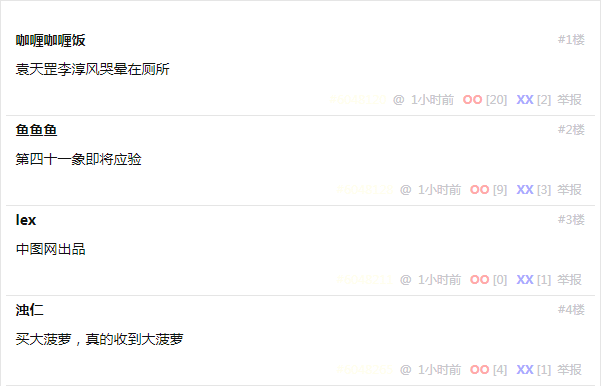 咖喱咖喱饭 #1楼
袁天罡李淳风哭晕在厕所
@ 1小时前 OO [20] XX [2] 举报
鱼鱼鱼 #2楼
第四十一象即将应验
@ 1小时前 OO [9] XX [3] 举报
lex #3楼
中图网出品
@ 1小时前 OO [0] XX [1] 举报
浊仁 #4楼
买大菠萝，真的收到大菠萝
@ 1小时前 OO [4] XX [1] 举报